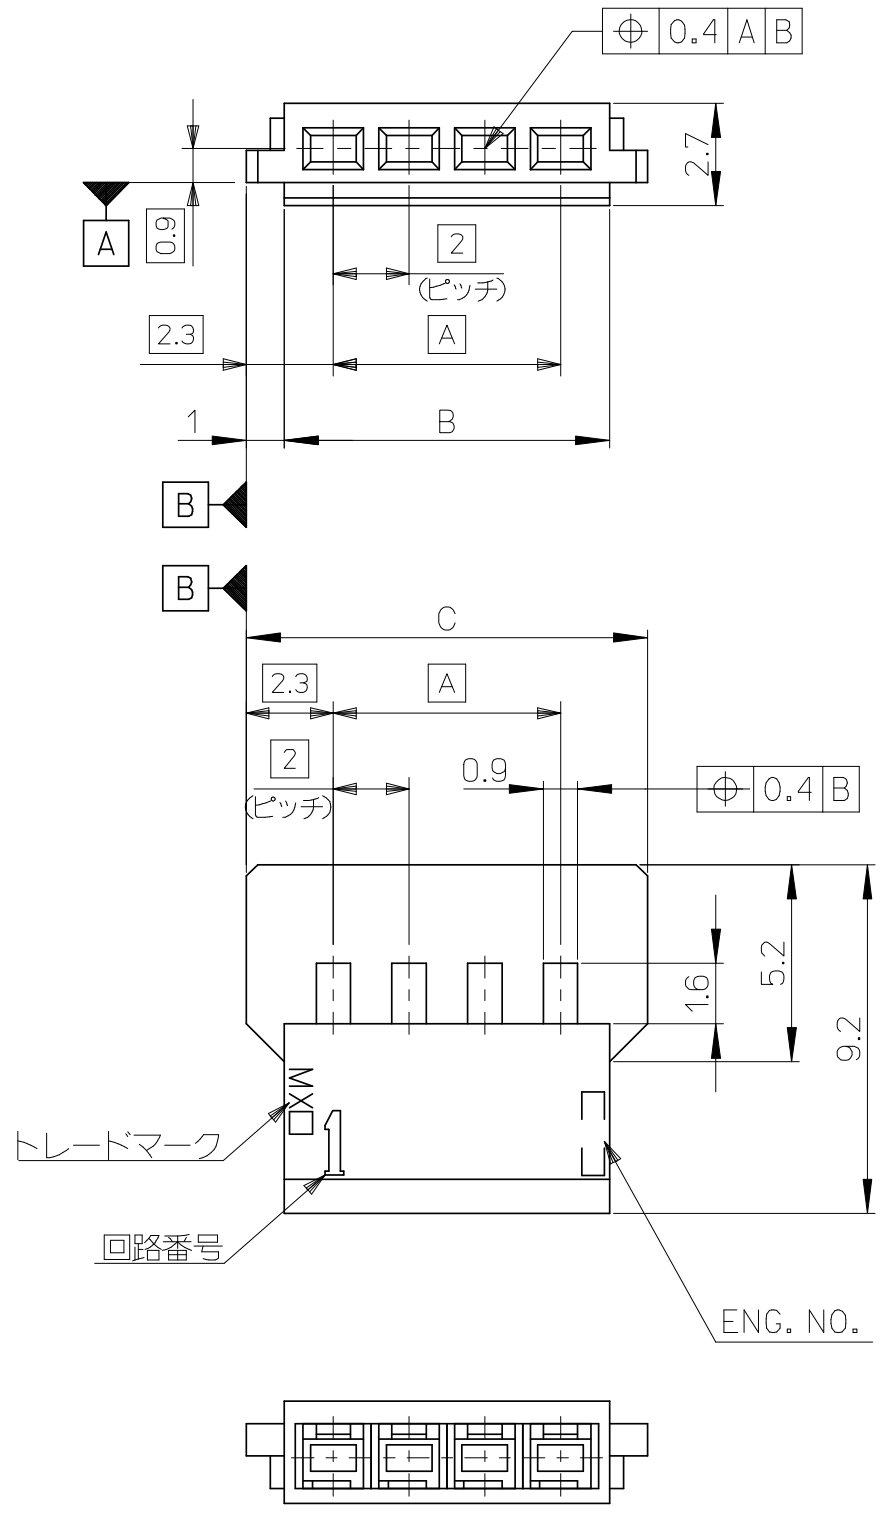 ⌖ 0.4 A B
2.7
A
0.9
2
(ピッチ)
2.3
A
1
B
B
B
C
2.3
A
2
(ピッチ)
0.9
⌖ 0.4 B
5.2
1.6
9.2
MX
1
トレードマーク
回路番号
ENG. NO.